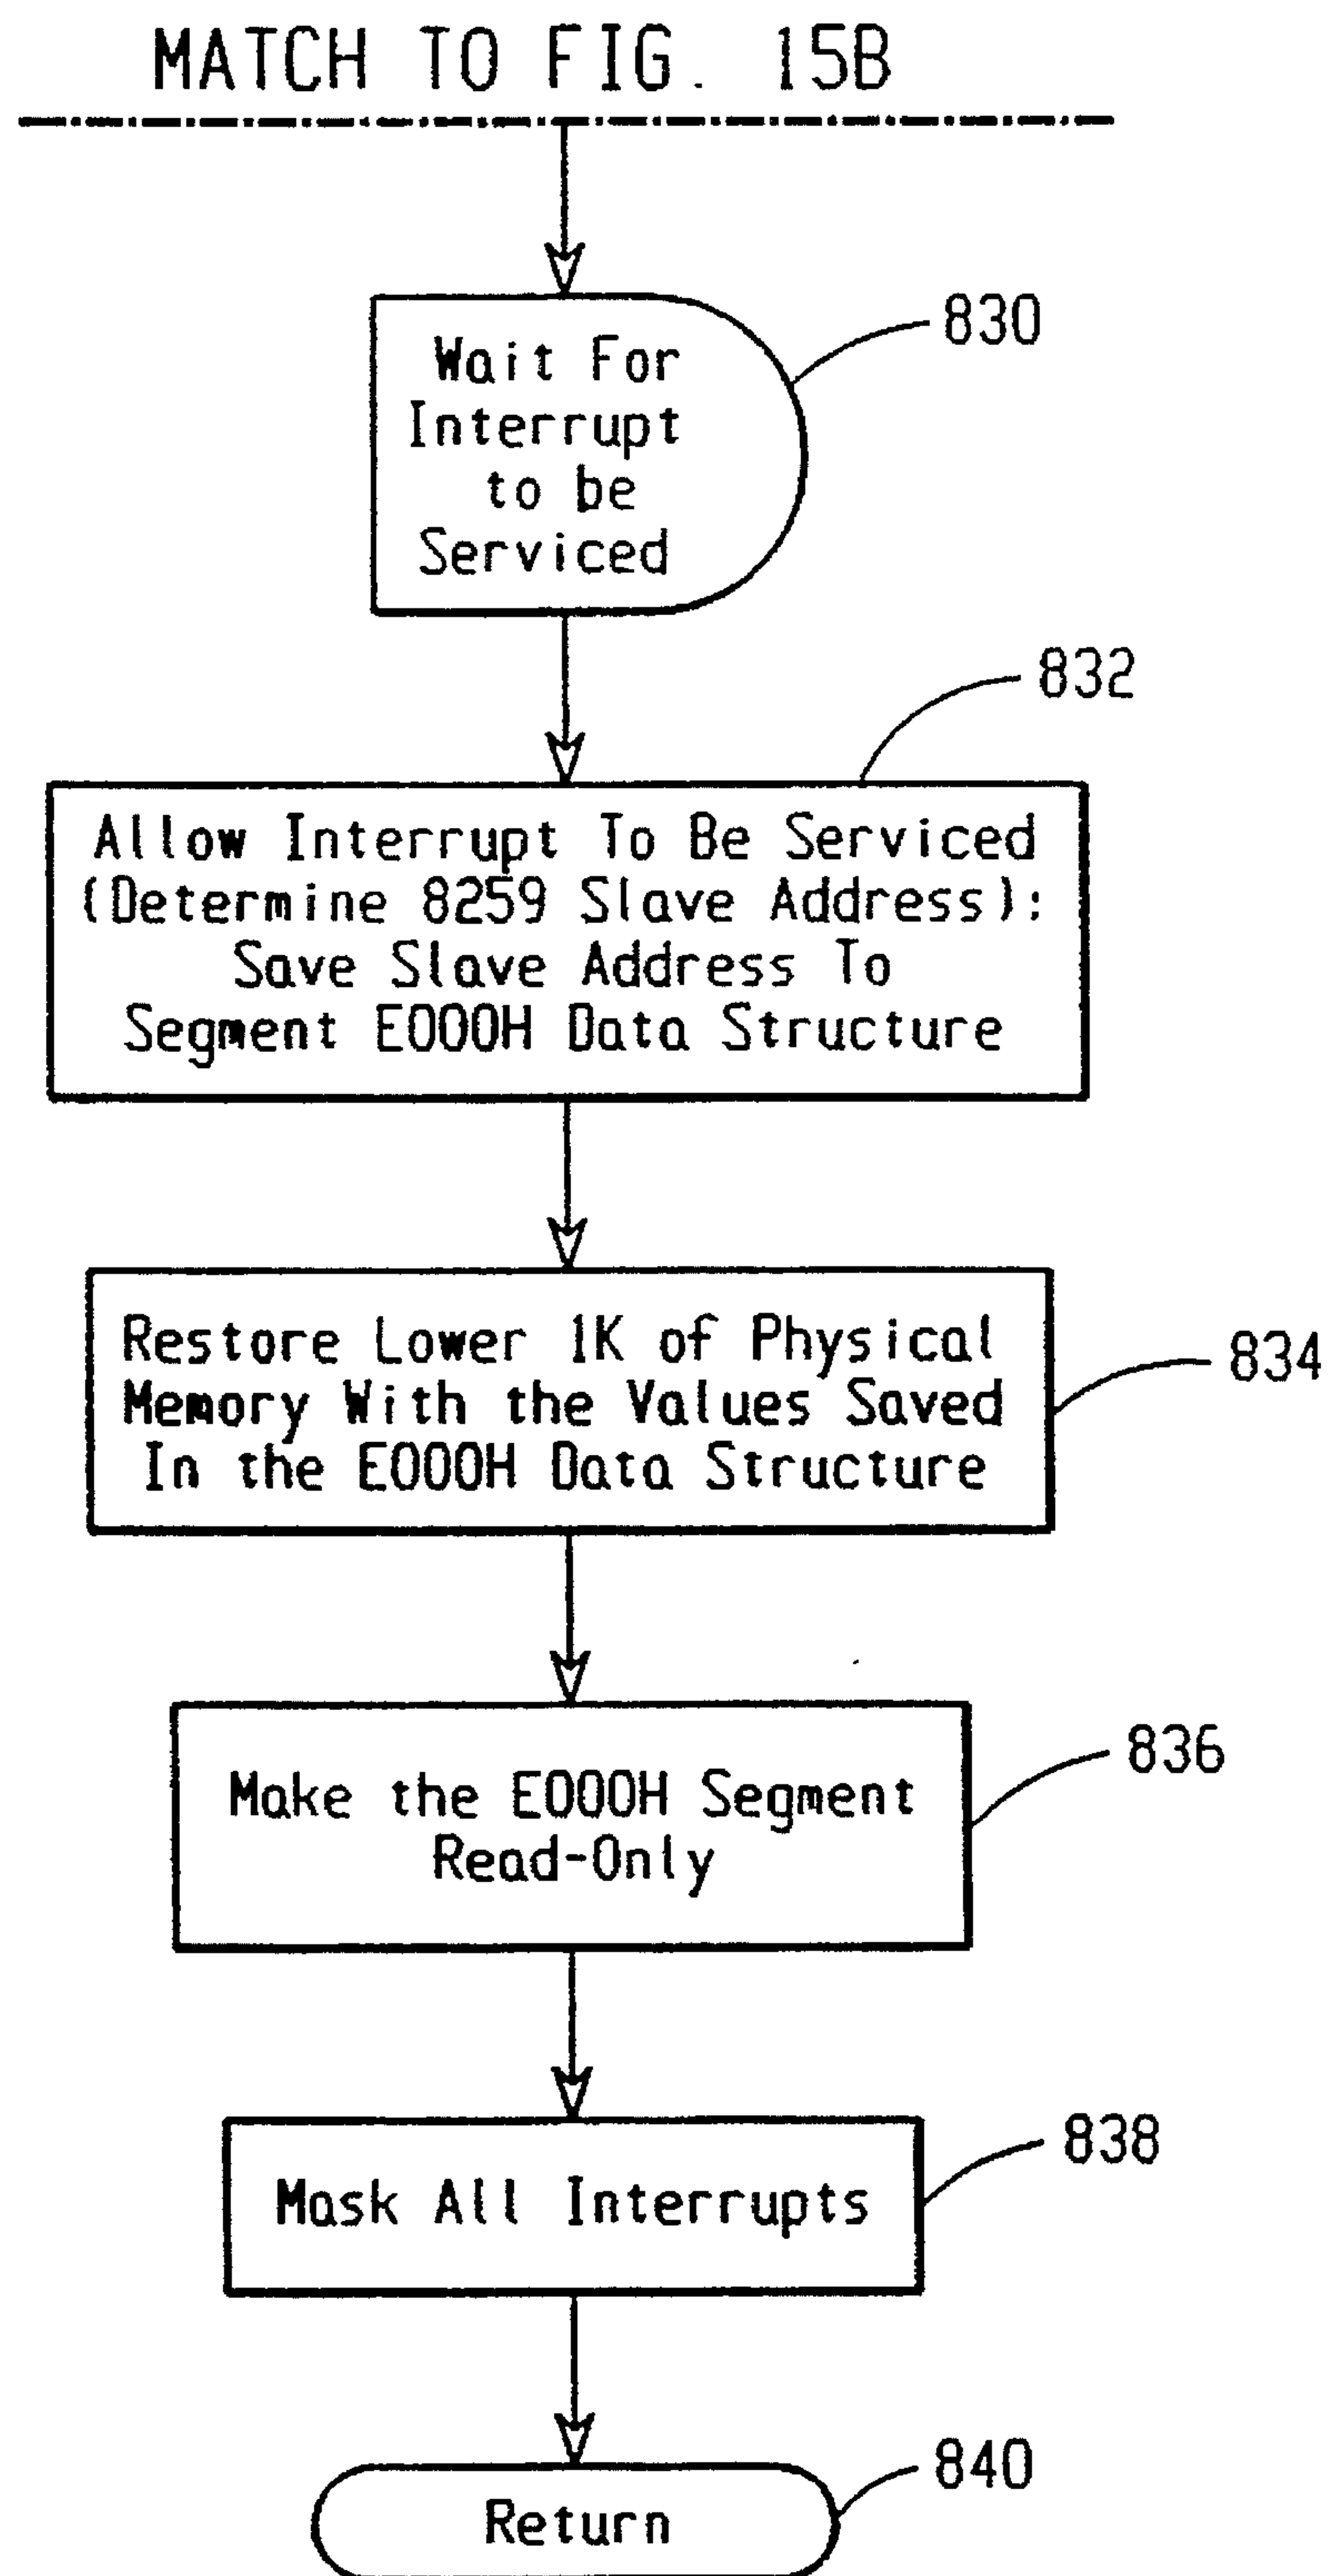 MATCH TO FIG. 15B
830
Wait For
Interrupt
to be
Serviced
832
Allow Interrupt To Be Serviced
(Determine 8259 Slave Address):
Save Slave Address To
Segment E000H Data Structure
834
Restore Lower 1K of Physical
Memory With the Values Saved
In the E000H Data Structure
836
Make the E000H Segment
Read-Only
838
Mask All Interrupts
840
Return